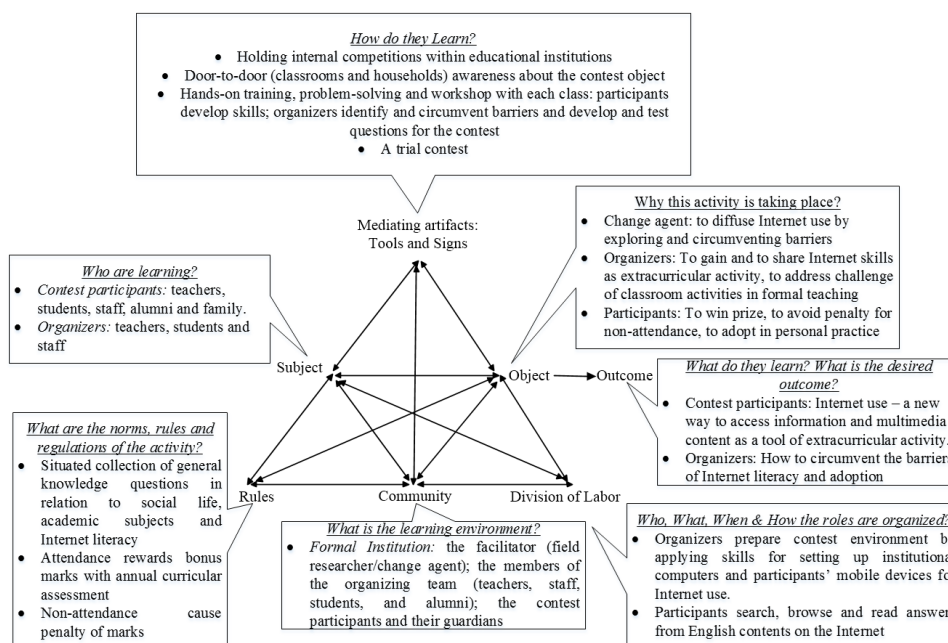 How do they Learn?
● Holding internal competitions within educational institutions
● Door-to-door (classrooms and households) awareness about the contest object
● Hands-on training, problem-solving and workshop with each class: participants
develop skills; organizers identify and circumvent barriers and develop and test
questions for the contest
● A trial contest
Mediating artifacts:
Tools and Signs
Why this activity is taking place?
● Change agent: to diffuse Internet use by
exploring and circumventing barriers
● Organizers: To gain and to share Internet skills
as extracurricular activity, to address challenge
of classroom activities in formal teaching
● Participants: To win prize, to avoid penalty for
non-attendance, to adopt in personal practice
Who are learning?
● Contest participants: teachers,
students, staff, alumni and family.
● Organizers: teachers, students and
staff
Subject
Object
Outcome
What do they learn? What is the desired
outcome?
● Contest participants: Internet use – a new
way to access information and multimedia
content as a tool of extracurricular activity.
● Organizers: How to circumvent the barriers
of Internet literacy and adoption
What are the norms, rules and
regulations of the activity?
● Situated collection of general
knowledge questions in
relation to social life,
academic subjects and
Internet literacy
● Attendance rewards bonus
marks with annual curricular
assessment
● Non-attendance cause
penalty of marks
Rules
Community
Division of Labor
What is the learning environment?
● Formal Institution: the facilitator (field
researcher/change agent); the members of
the organizing team (teachers, staff,
students, and alumni); the contest
participants and their guardians
Who, What, When & How the roles are organized?
● Organizers prepare contest environment b
applying skills for setting up institutiona
computers and participants' mobile devices fo
Internet use.
● Participants search, browse and read answer
from English contents on the Internet